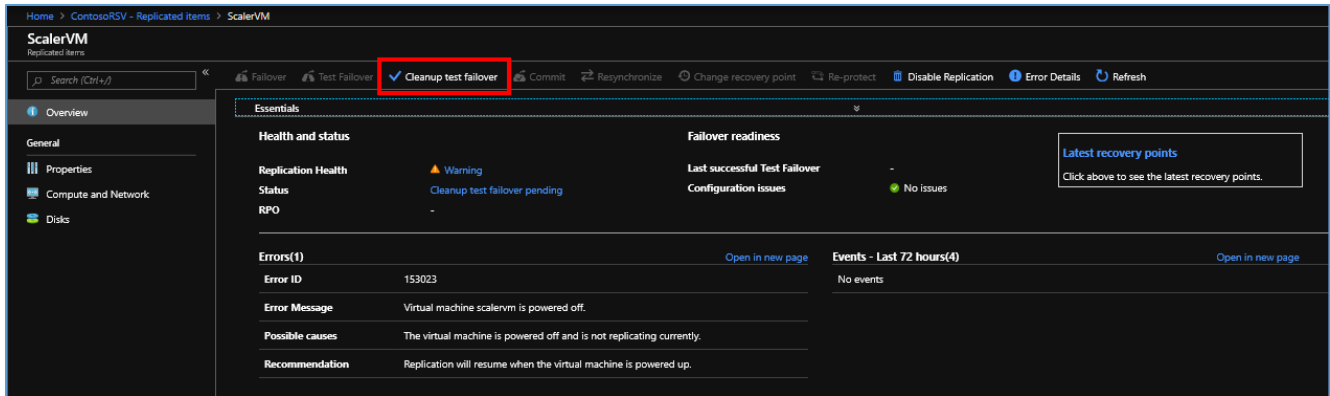 Home > ContosoRSV - Replicated items > ScalerVM
ScalerVM
Replicated items
Search (Ctrl+/)
«
Failover Test Failover Cleanup test failover Commit Resynchronize Change recovery point Re-protect Disable Replication Error Details Refresh
Overview
General
Properties
Compute and Network
Disks
Essentials
Health and status
Replication Health Warning
Status Cleanup test failover pending
RPO -
Failover readiness
Last successful Test Failover -
Configuration issues No issues
Latest recovery points
Click above to see the latest recovery points.
Errors(1) Open in new page
Error ID 153023
Error Message Virtual machine scalervm is powered off.
Possible causes The virtual machine is powered off and is not replicating currently.
Recommendation Replication will resume when the virtual machine is powered up.
Events - Last 72 hours(4) Open in new page
No events